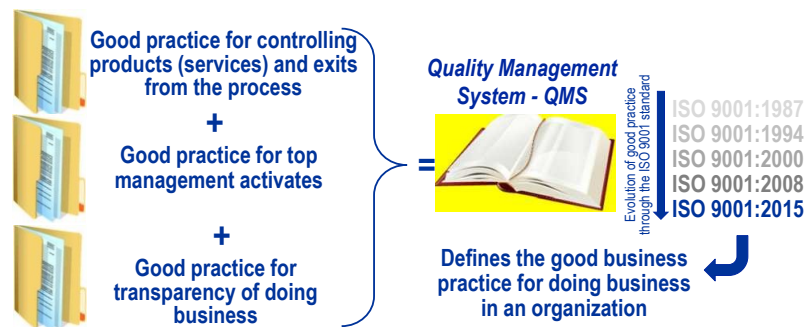 Good practice for controlling
products (services) and exits
from the process
+
Good practice for top
management activates
+
Good practice for
transparency of doing
business
=
Quality Management
System - QMS
Evolution of good practice
through the ISO 9001 standard
ISO 9001:1987
ISO 9001:1994
ISO 9001:2000
ISO 9001:2008
ISO 9001:2015
Defines the good business
practice for doing business
in an organization